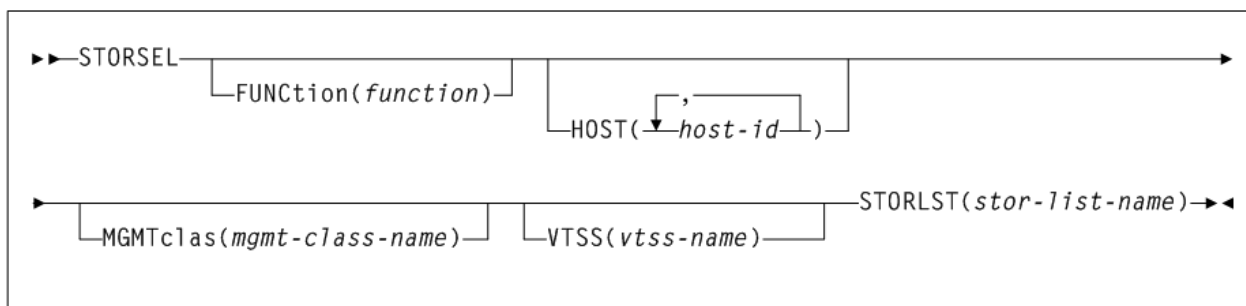 STORSEL
FUNCtion(function)
,
HOST( host-id )
MGMTclas(mgmt-class-name)
VTSS(vtss-name)
STORLST(stor-list-name)